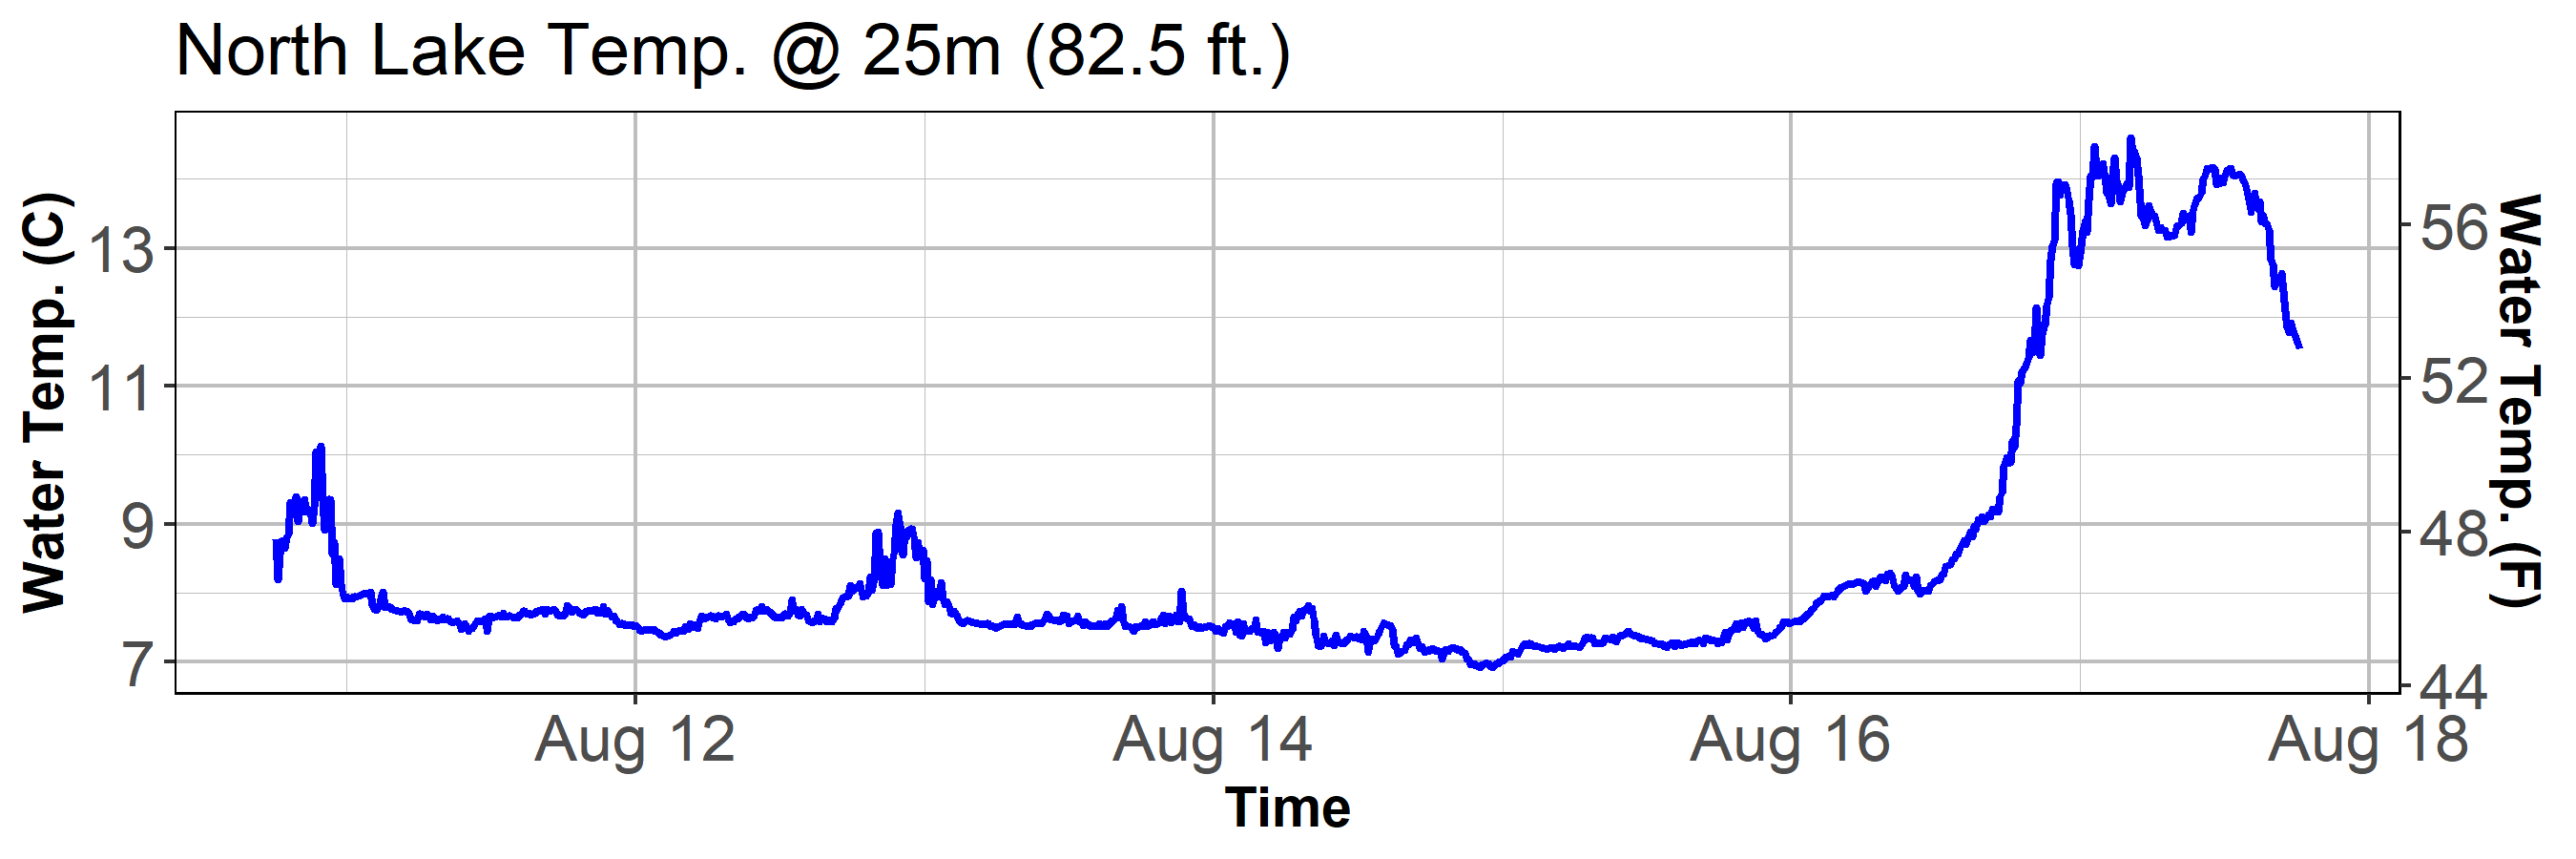 North Lake Temp. @ 25m (82.5 ft.)
Water Temp. (C)
13
11
9
7
56
52
48
44
Water Temp. (F)
Aug 12
Aug 14
Aug 16
Aug 18
Time